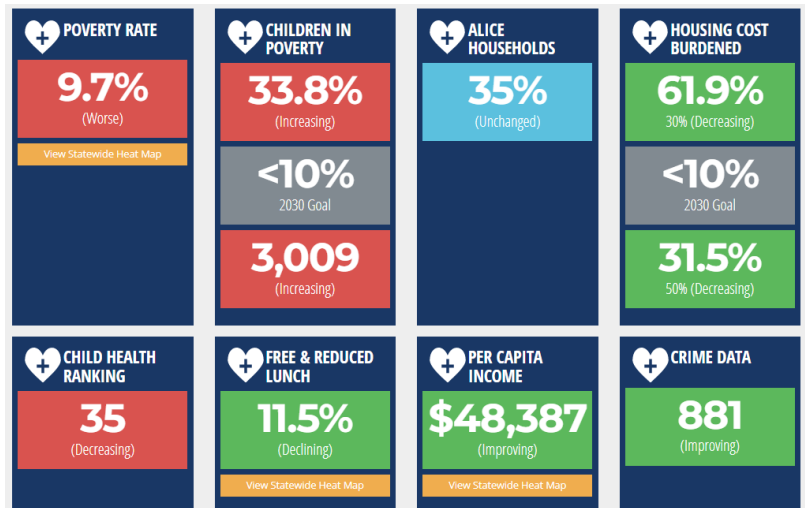 POVERTY RATE
9.7%
(Worse)
View Statewide Heat Map
CHILDREN IN
POVERTY
33.8%
(Increasing)
<10%
2030 Goal
3,009
(Increasing)
ALICE
HOUSEHOLDS
35%
(Unchanged)
HOUSING COST
BURDENED
61.9%
30% (Decreasing)
<10%
2030 Goal
31.5%
50% (Decreasing)
CHILD HEALTH
RANKING
35
(Decreasing)
FREE & REDUCED
LUNCH
11.5%
(Declining)
View Statewide Heat Map
PER CAPITA
INCOME
$48,387
(Improving)
View Statewide Heat Map
CRIME DATA
881
(Improving)